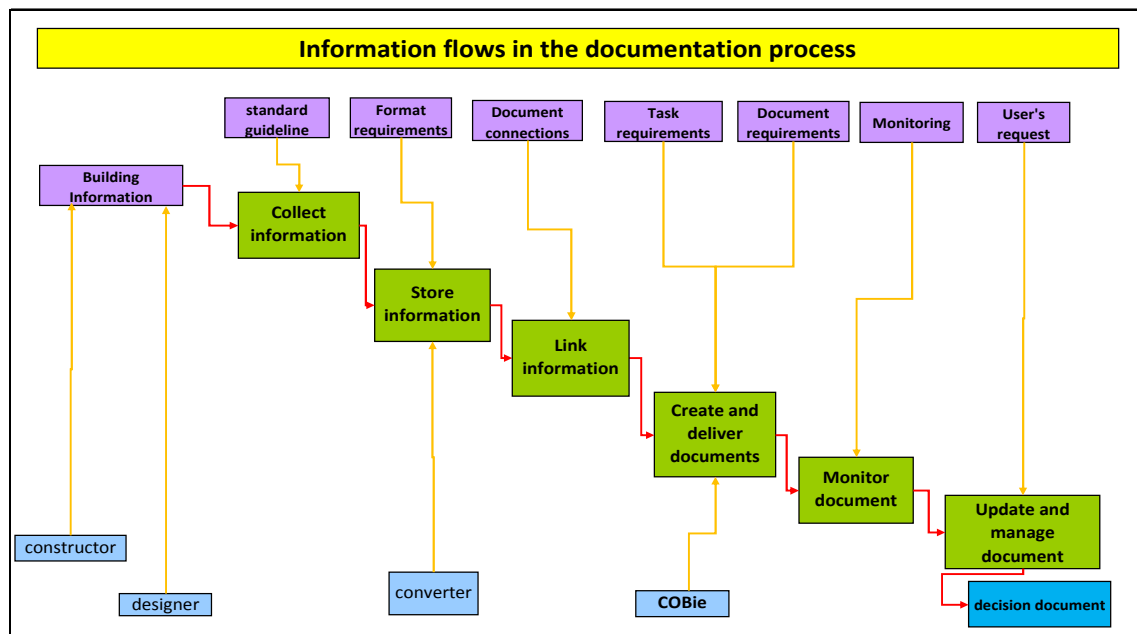 Information flows in the documentation process
standard
guideline
Format
requirements
Document
connections
Task
requirements
Document
requirements
Monitoring
User's
request
Building
Information
Collect
information
Store
information
Link
information
Create and
deliver
documents
Monitor
document
Update and
manage
document
constructor
designer
converter
COBie
decision document